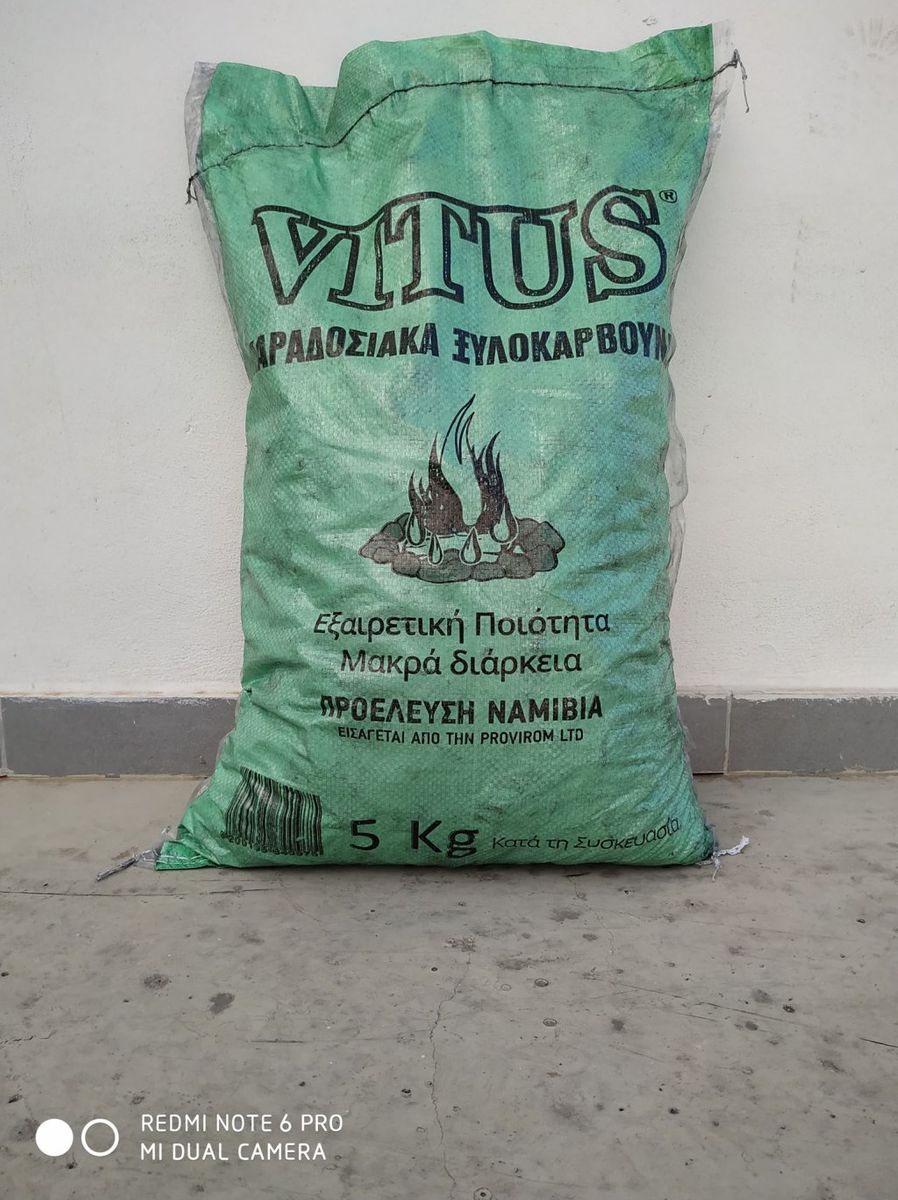 VITUS®
ΠΑΡΑΔΟΣΙΑΚΑ ΞΥΛΟΚΑΡΒΟΥΝ
Εξαιρετική Ποιότητα
Μακρά διάρκεια
ΠΡΟΕΛΕΥΣΗ ΝΑΜΙΒΙΑ
ΕΙΣΑΓΕΤΑΙ ΑΠΟ ΤΗΝ PROVIROM LTD
5 Kg Κατά τη Συσκευασία
REDMI NOTE 6 PRO
MI DUAL CAMERA